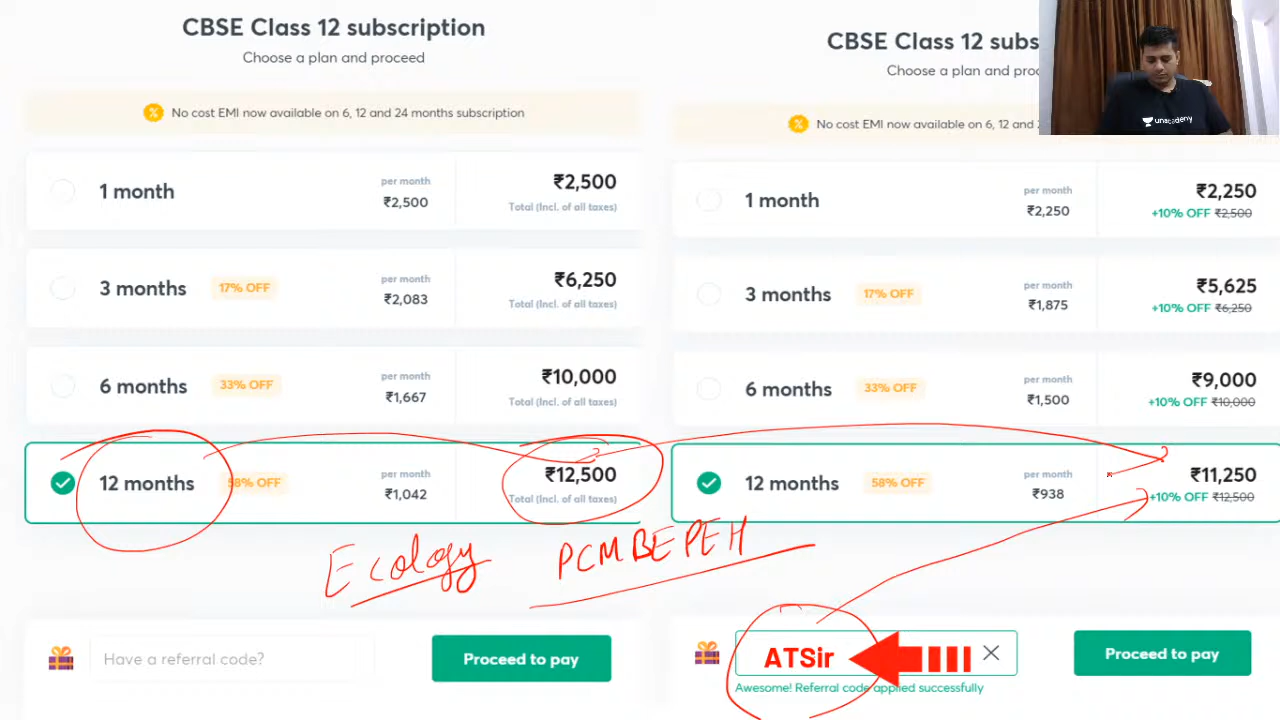 CBSE Class 12 subscription
Choose a plan and proceed
No cost EMI now available on 6, 12 and 24 months subscription
1 month
per month
₹2,500
₹2,500
Total (Incl. of all taxes)
3 months
17% OFF
per month
₹2,083
₹6,250
Total (Incl. of all taxes)
6 months
33% OFF
per month
₹1,667
₹10,000
Total (Incl. of all taxes)
12 months
58% OFF
per month
₹1,042
₹12,500
Total (Incl. of all taxes)
Ecology
PCMBEPEH
Have a referral code?
Proceed to pay
CBSE Class 12 subs
Choose a plan and proc
No cost EMI now available on 6, 12 and 2
unacademy
1 month
per month
₹2,250
₹2,250
+10% OFF ₹2,500
3 months
17% OFF
per month
₹1,875
₹5,625
+10% OFF ₹6,250
6 months
33% OFF
per month
₹1,500
₹9,000
+10% OFF ₹10,000
12 months
58% OFF
per month
₹938
₹11,250
+10% OFF ₹12,500
ATSir
Awesome! Referral code applied successfully
Proceed to pay